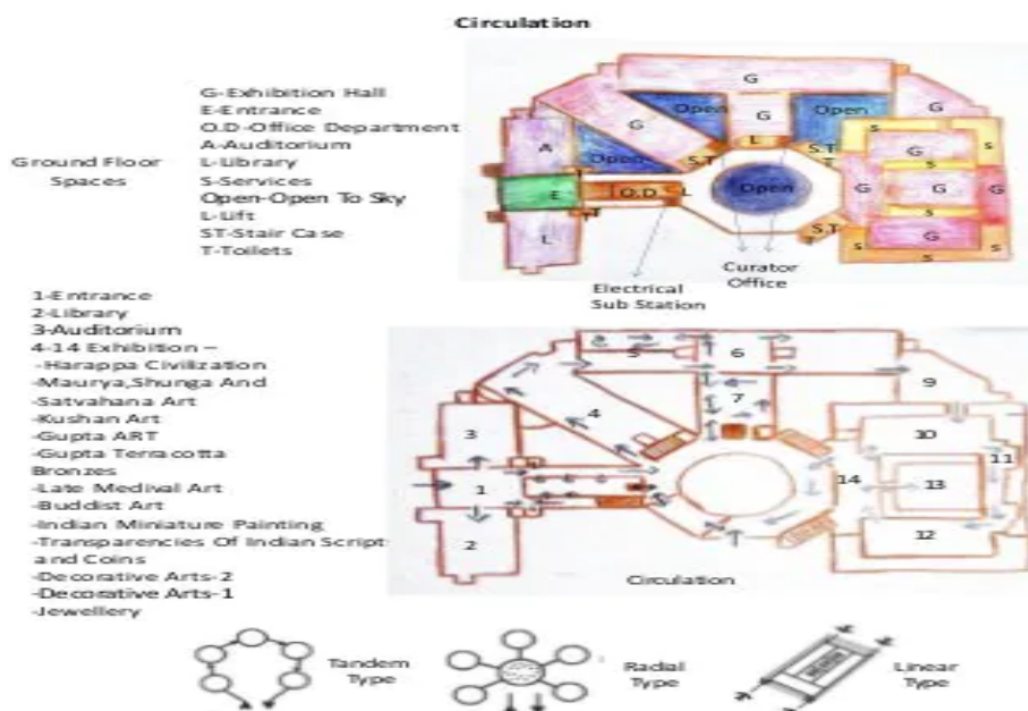 Circulation
G-Exhibition Hall
E-Entrance
O.D-Office Department
A-Auditorium
L-Library
S-Services
Open-Open To Sky
L-Lift
ST-Stair Case
T-Toilets
Ground Floor
Spaces
G
G
Open
G
Open
G
A
Open
S.T
L
S.T
T
S
G
S
S
E
O.D
L
Open
G
G
G
S
T
L
S.T
T
G
S
S
S
Electrical
Sub Station
Curator
Office
1-Entrance
2-Library
3-Auditorium
4-14 Exhibition –
-Harappa Civilization
-Maurya,Shunga And
-Satvahana Art
-Kushan Art
-Gupta ART
-Gupta Terracotta
Bronzes
-Late Medival Art
-Buddist Art
-Indian Miniature Painting
-Transparencies Of Indian Script
and Coins
-Decorative Arts-2
-Decorative Arts-1
-Jewellery
5
6
9
4
7
3
10
11
1
14
13
2
12
Circulation
Tandem
Type
Radial
Type
Linear
Type